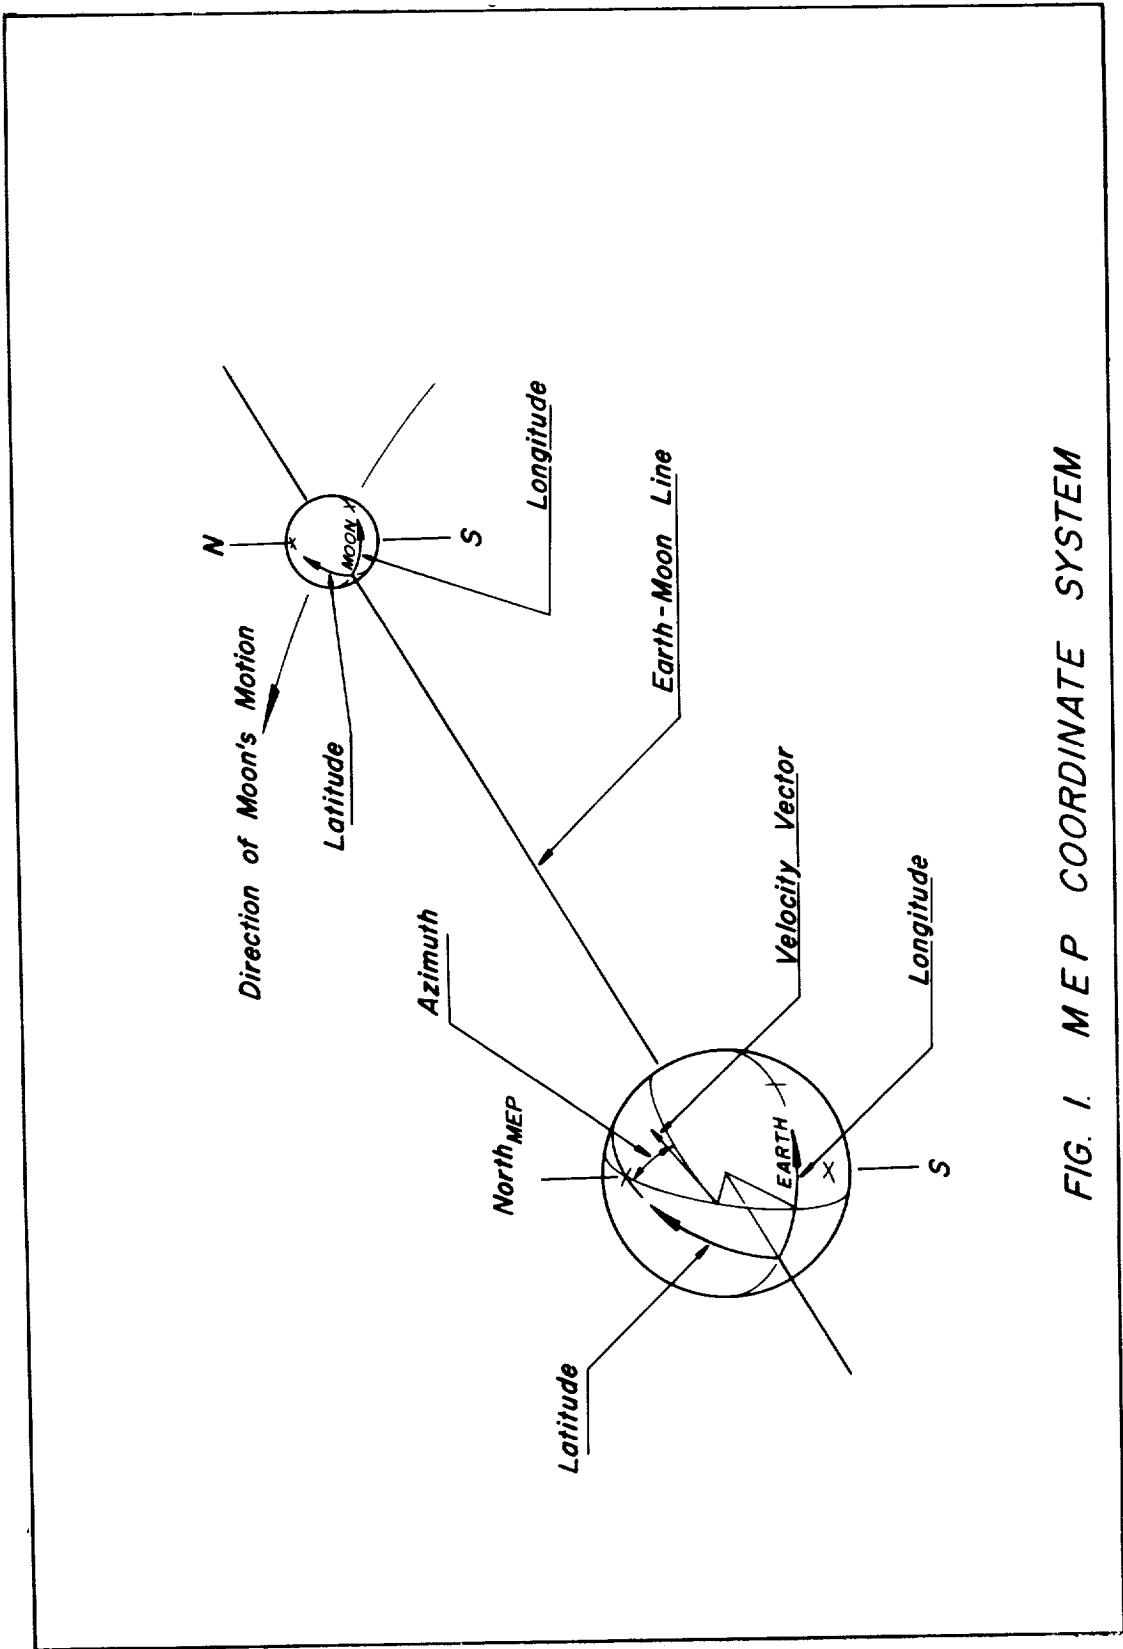 N
Direction of Moon's Motion
MOON
Latitude
S
Longitude
Azimuth
Earth-Moon Line
North MEP
Velocity Vector
Latitude
EARTH
Longitude
S
FIG. 1. MEP COORDINATE SYSTEM